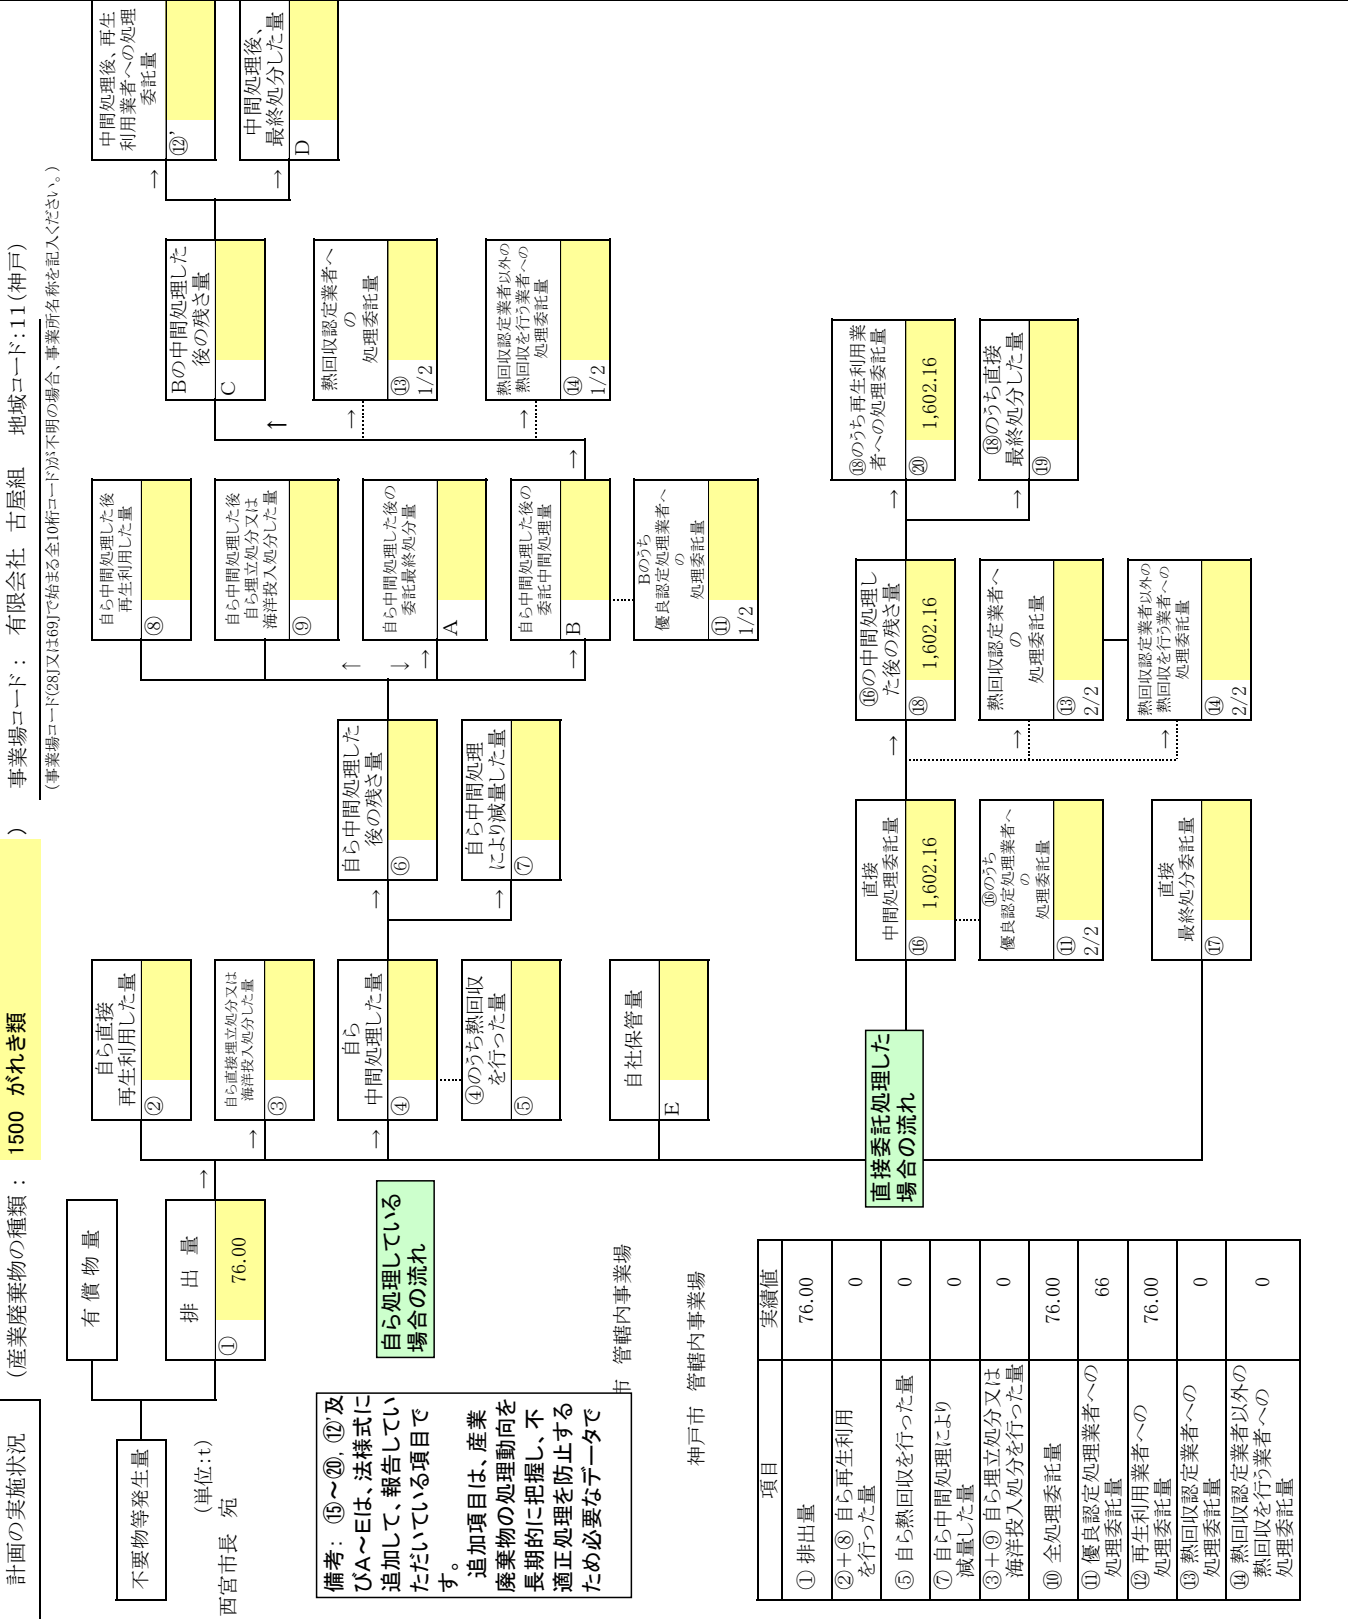 計画の実施状況
(産業廃棄物の種類： 1500 がれき類 )
事業場コード： 有限会社 古屋組 地域コード：11(神戸)
(事業場コード(28J又は69Jで始まる全10桁コード)が不明の場合、事業所名称を記入ください。)
不要物等発生量
(単位:t)
西宮市長 宛
有 償 物 量
排 出 量
① 76.00
→
自ら直接
再生利用した量
②
自ら直接埋立処分又は
海洋投入処分した量
③
→
自ら
中間処理した量
④
→
④のうち熱回収
を行った量
⑤
自社保管量
E
自ら中間処理した
後の残さ量
⑥
→
自ら中間処理
により減量した量
⑦
→
自ら中間処理した後
再生利用した量
⑧
自ら中間処理した後
自ら埋立処分又は
海洋投入処分した量
⑨
↑
↓
自ら中間処理した後の
委託最終処分量
A
→
自ら中間処理した後の
委託中間処理量
B
→
Bのうち
優良認定処理業者へ
の
処理委託量
⑪
1/2
→
↑
Bの中間処理した
後の残さ量
C
熱回収認定業者へ
の
処理委託量
⑬
1/2
→
熱回収認定業者以外の
熱回収を行う業者への
処理委託量
⑭
1/2
→
中間処理後、再生
利用業者への処理
委託量
⑫’
→
中間処理後、
最終処分した量
D
→
自ら処理している
場合の流れ
直接委託処理した
場合の流れ
直接
中間処理委託量
⑯ 1,602.16
⑯のうち
優良認定処理業者へ
の
処理委託量
⑪
2/2
直接
最終処分委託量
⑰
⑯の中間処理し
た後の残さ量
⑱ 1,602.16
→
熱回収認定業者へ
の
処理委託量
⑬
2/2
→
熱回収認定業者以外の
熱回収を行う業者への
処理委託量
⑭
2/2
→
⑱のうち再生利用業
者への処理委託量
⑳ 1,602.16
→
⑱のうち直接
最終処分した量
⑲
→
備考： ⑮～⑳, ⑫’及
びA～Eは、法様式に
追加して、報告してい
ただいている項目で
す。
追加項目は、産業
廃棄物の処理動向を
長期的に把握し、不
適正処理を防止する
ため必要なデータで
市 管轄内事業場
神戸市 管轄内事業場
項目 実績値
① 排出量 76.00
②＋⑧ 自ら再生利用
を行った量 0
⑤ 自ら熱回収を行った量 0
⑦ 自ら中間処理により
減量した量 0
③＋⑨ 自ら埋立処分又は
海洋投入処分を行った量 0
⑩ 全処理委託量 76.00
⑪ 優良認定処理業者への
処理委託量 66
⑫ 再生利用業者への
処理委託量 76.00
⑬ 熱回収認定業者への
処理委託量 0
⑭ 熱回収認定業者以外の
熱回収を行う業者への
処理委託量 0